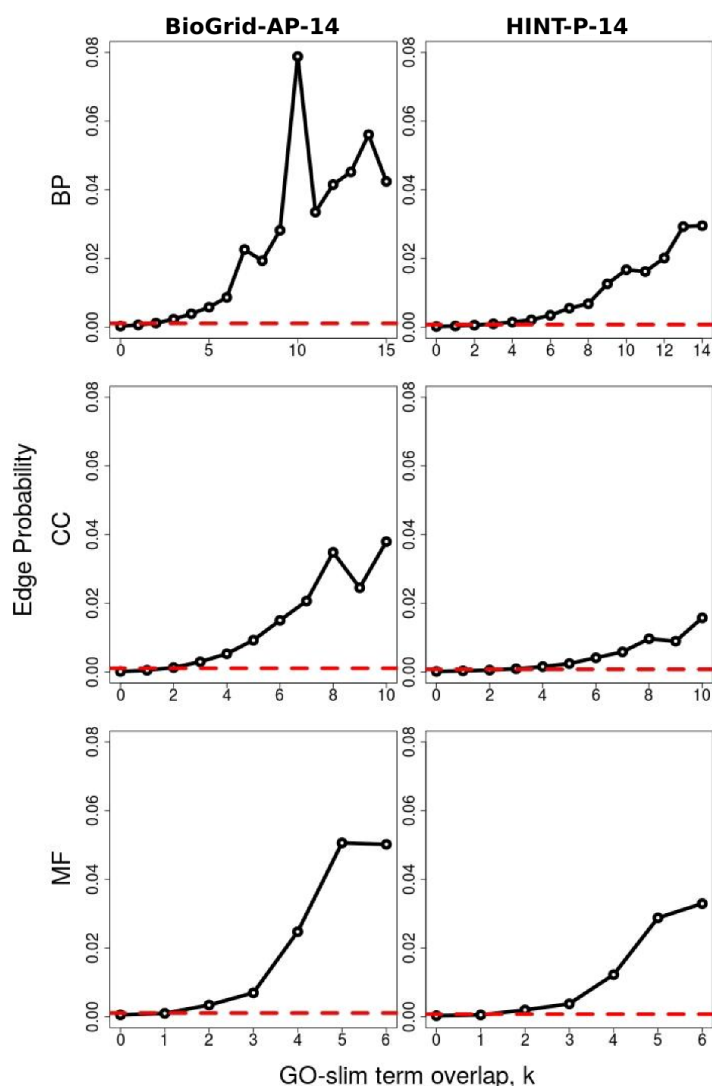 BioGrid-AP-14 HINT-P-14
BP
0.00 0.02 0.04 0.06 0.08
0 5 10 15
0.00 0.02 0.04 0.06 0.08
0 2 4 6 8 10 12 14
Edge Probability
CC
0.00 0.02 0.04 0.06 0.08
0 2 4 6 8 10
0.00 0.02 0.04 0.06 0.08
0 2 4 6 8 10
MF
0.00 0.02 0.04 0.06 0.08
0 1 2 3 4 5 6
0.00 0.02 0.04 0.06 0.08
0 1 2 3 4 5 6
GO-slim term overlap, k